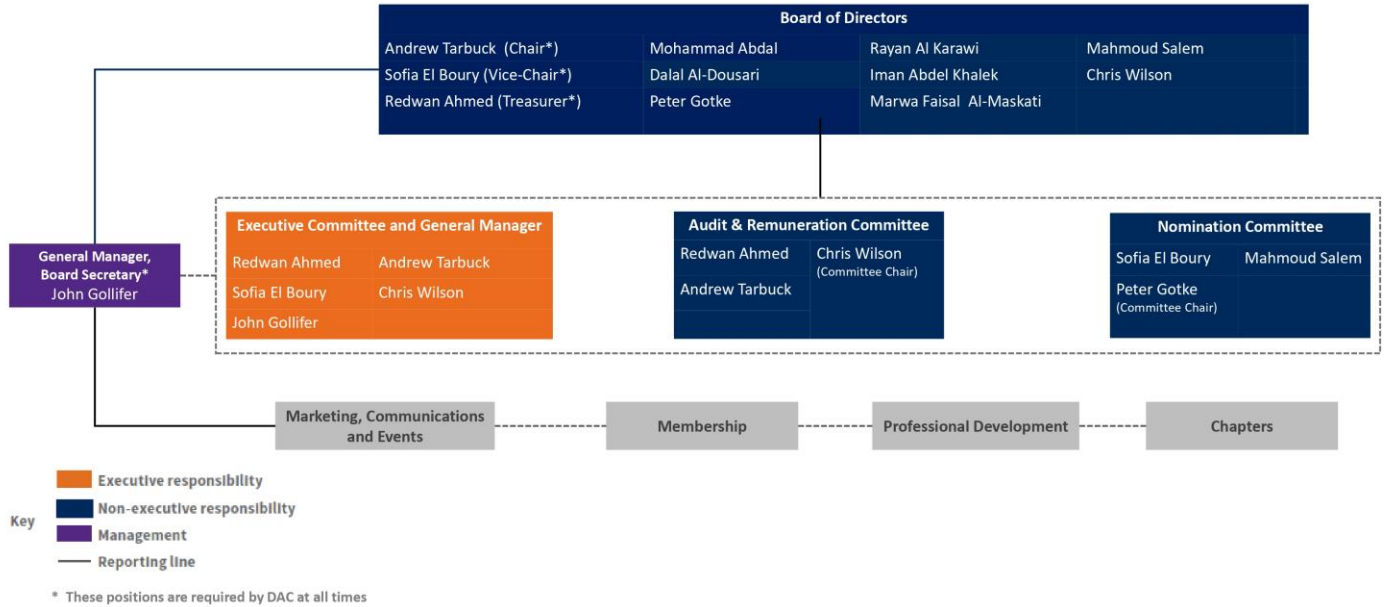 Board of Directors
Andrew Tarbuck (Chair*) Mohammad Abdal Rayan Al Karawi Mahmoud Salem
Sofia El Boury (Vice-Chair*) Dalal Al-Dousari Iman Abdel Khalek Chris Wilson
Redwan Ahmed (Treasurer*) Peter Gotke Marwa Faisal Al-Maskati
General Manager,
Board Secretary*
John Gollifer
Executive Committee and General Manager
Redwan Ahmed Andrew Tarbuck
Sofia El Boury Chris Wilson
John Gollifer
Audit & Remuneration Committee
Redwan Ahmed Chris Wilson
(Committee Chair)
Andrew Tarbuck
Nomination Committee
Sofia El Boury Mahmoud Salem
Peter Gotke
(Committee Chair)
Marketing, Communications
and Events
Membership
Professional Development
Chapters
Key
Executive responsibility
Non-executive responsibility
Management
Reporting line
* These positions are required by DAC at all times